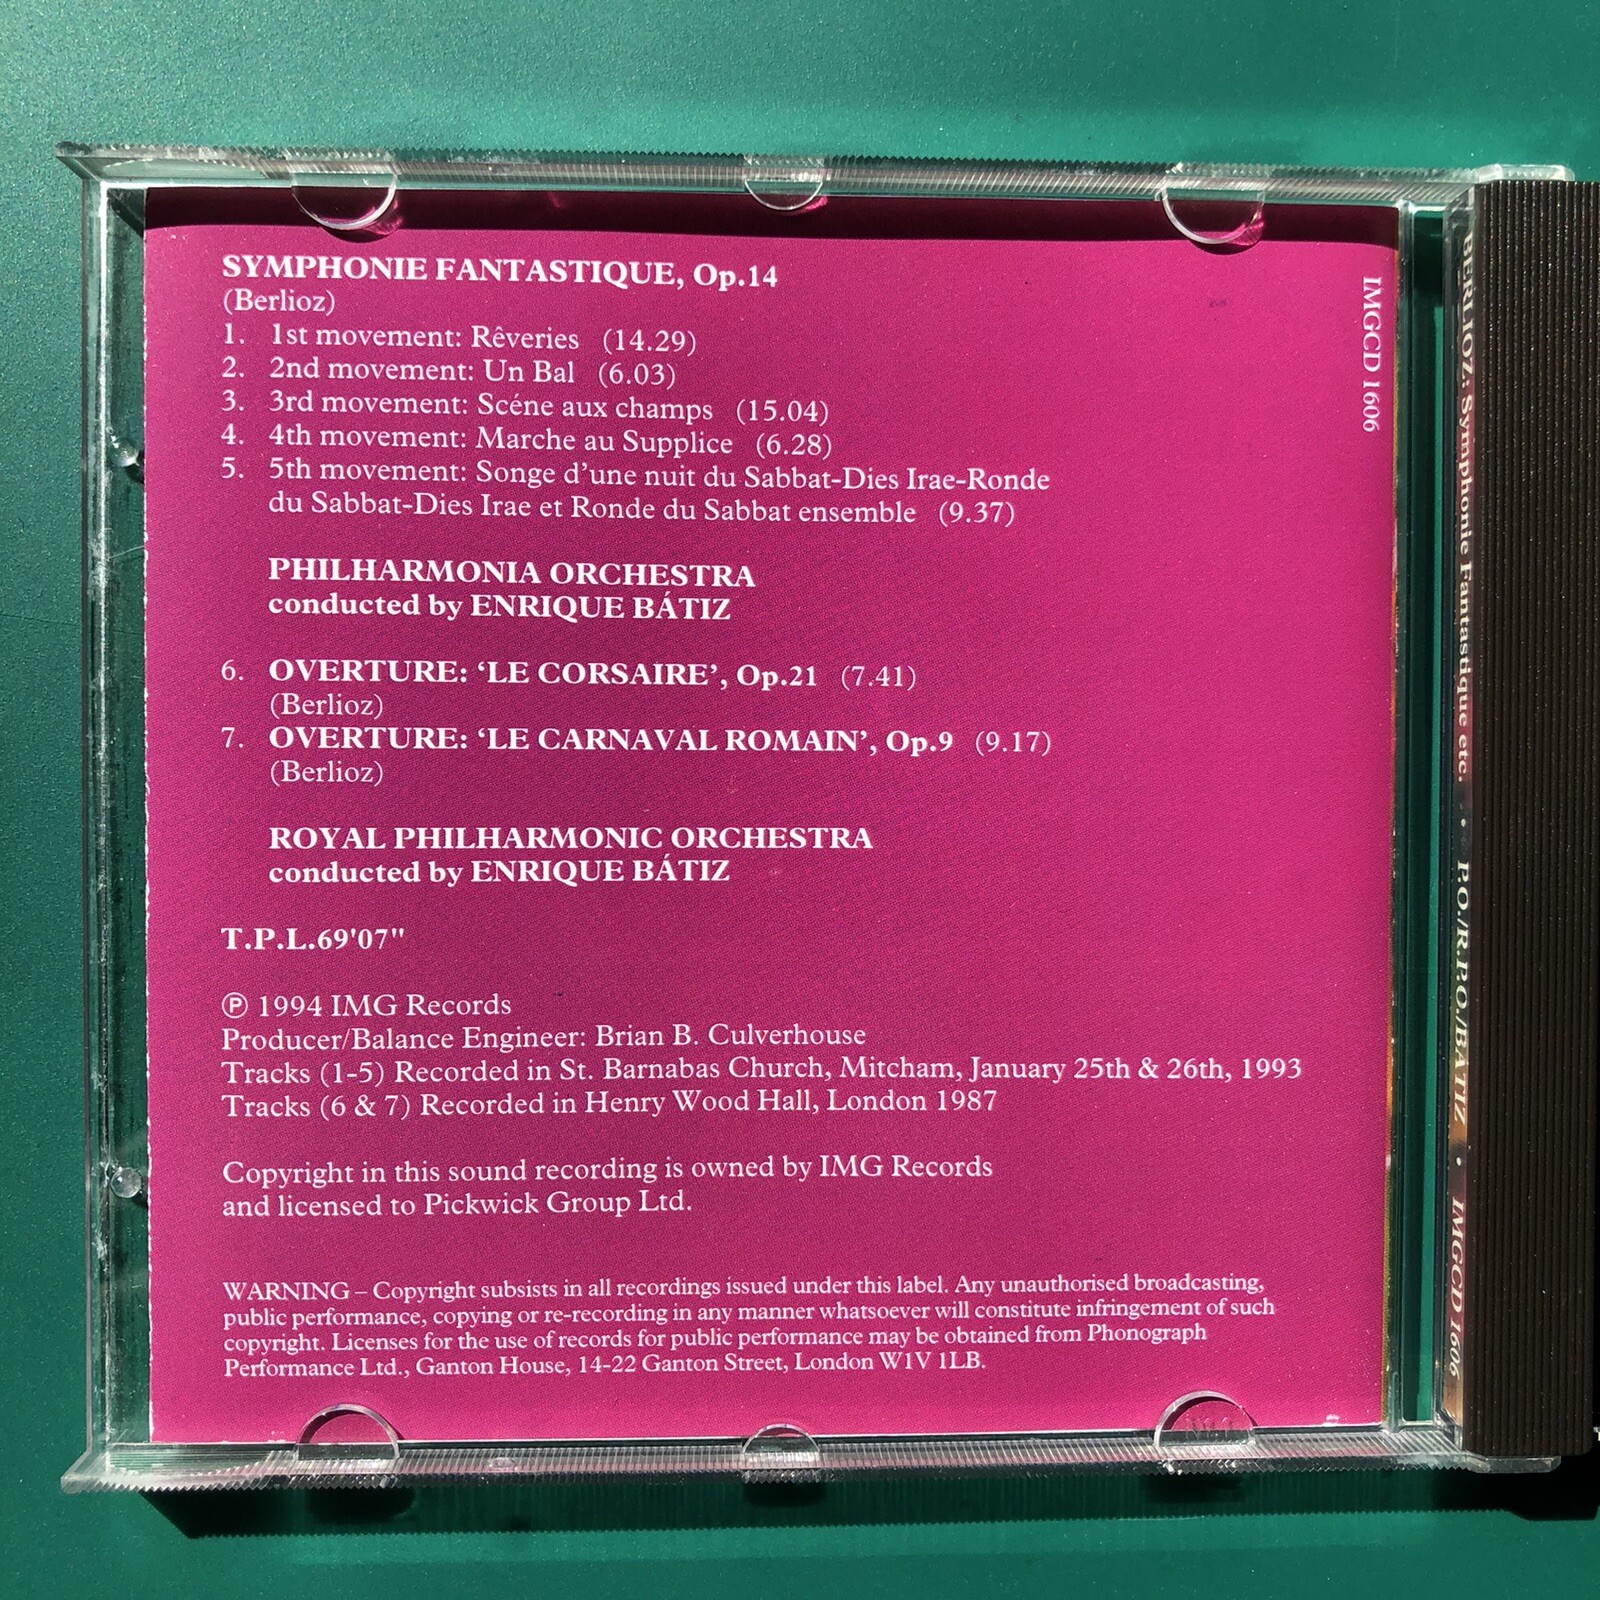 SYMPHONIE FANTASTIQUE, Op.14
(Berlioz)
1. 1st movement: Rêveries (14.29)
2. 2nd movement: Un Bal (6.03)
3. 3rd movement: Scéne aux champs (15.04)
4. 4th movement: Marche au Supplice (6.28)
5. 5th movement: Songe d'une nuit du Sabbat-Dies Irae-Ronde
du Sabbat-Dies Irae et Ronde du Sabbat ensemble (9.37)
PHILHARMONIA ORCHESTRA
conducted by ENRIQUE BÁTIZ
6. OVERTURE: ‘LE CORSAIRE’, Op.21 (7.41)
(Berlioz)
7. OVERTURE: ‘LE CARNAVAL ROMAIN’, Op.9 (9.17)
(Berlioz)
ROYAL PHILHARMONIC ORCHESTRA
conducted by ENRIQUE BÁTIZ
T.P.L.69'07"
℗ 1994 IMG Records
Producer/Balance Engineer: Brian B. Culverhouse
Tracks (1-5) Recorded in St. Barnabas Church, Mitcham, January 25th & 26th, 1993
Tracks (6 & 7) Recorded in Henry Wood Hall, London 1987
Copyright in this sound recording is owned by IMG Records
and licensed to Pickwick Group Ltd.
WARNING – Copyright subsists in all recordings issued under this label. Any unauthorised broadcasting,
public performance, copying or re-recording in any manner whatsoever will constitute infringement of such
copyright. Licenses for the use of records for public performance may be obtained from Phonograph
Performance Ltd., Ganton House, 14-22 Ganton Street, London W1V 1LB.
IMGCD 1606
BERLIOZ: Symphonie Fantastique etc. • P.O./R.P.O./BÁTIZ • IMGCD 1606